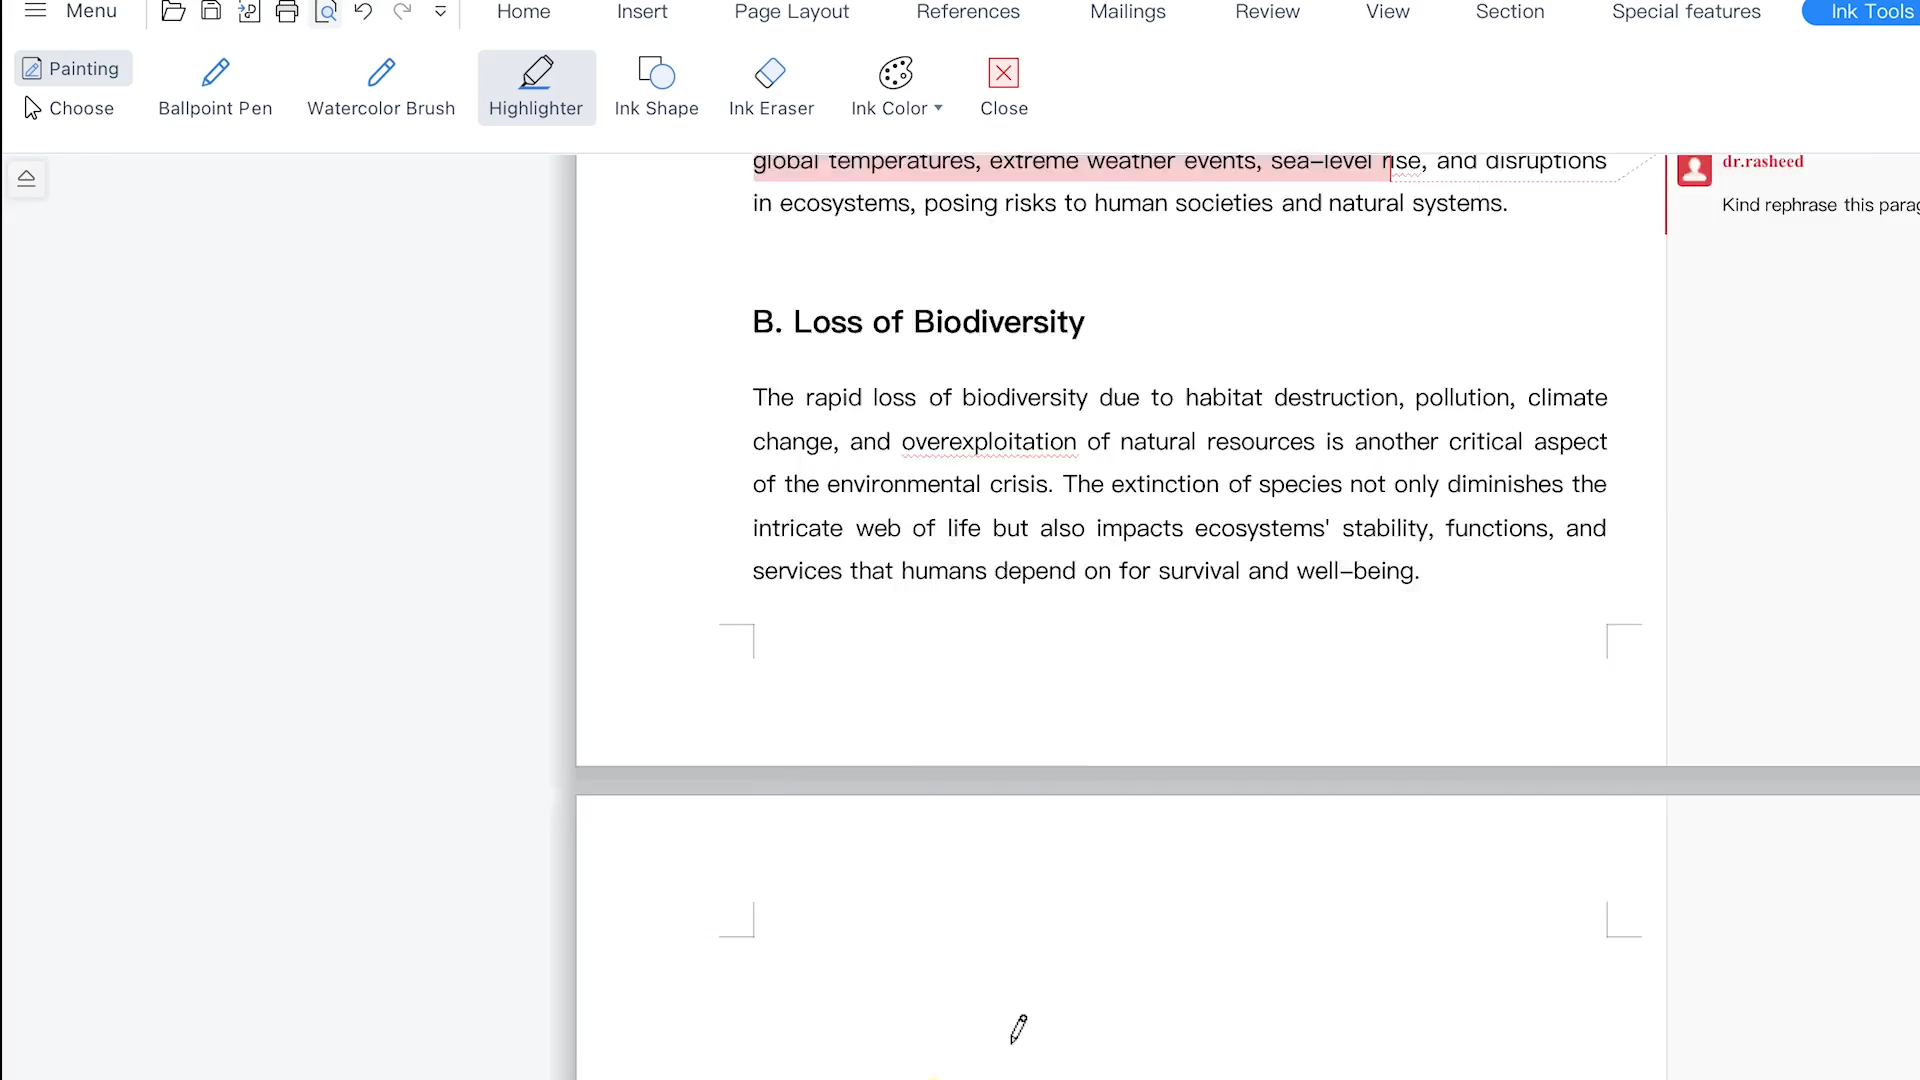 Menu
Home
Insert
Page Layout
References
Mailings
Review
View
Section
Special features
Ink Tools
Painting
Choose
Ballpoint Pen
Watercolor Brush
Highlighter
Ink Shape
Ink Eraser
Ink Color
Close
global temperatures, extreme weather events, sea–level rise, and disruptions
in ecosystems, posing risks to human societies and natural systems.
dr.rasheed
Kind rephrase this
B. Loss of Biodiversity
The rapid loss of biodiversity due to habitat destruction, pollution, climate
change, and overexploitation of natural resources is another critical aspect
of the environmental crisis. The extinction of species not only diminishes the
intricate web of life but also impacts ecosystems' stability, functions, and
services that humans depend on for survival and well–being.